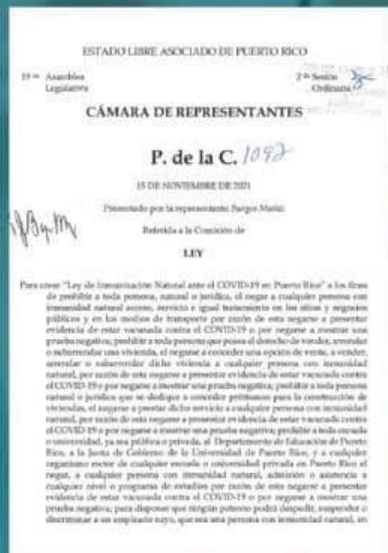 ESTADO LIBRE ASOCIADO DE PUERTO RICO
19 na Asamblea
Legislativa
2 da Sesión
Ordinaria
CÁMARA DE REPRESENTANTES
P. de la C. 1092
15 DE NOVIEMBRE DE 2021
Presentado por la representante Burgos Muñiz
Referida a la Comisión de
LEY
Para crear "Ley de Inmunización Natural ante el COVID-19 en Puerto Rico" a los fines
de prohibir a toda persona, natural o jurídica, el negar a cualquier persona con
inmunidad natural acceso, servicio e igual tratamiento en los sitios y negocios
públicos y en los medios de transporte por razón de esta negarse a presentar
evidencia de estar vacunada contra el COVID-19 o por negarse a mostrar una
prueba negativa; prohibir a toda persona que posea el derecho de vender, arrendar
o subarrendar una vivienda, el negarse a conceder una opción de venta, a vender,
arrendar o subarrendar dicha vivienda a cualquier persona con inmunidad
natural, por razón de esta negarse a presentar evidencia de estar vacunada contra
el COVID-19 o por negarse a mostrar una prueba negativa; prohibir a toda persona
natural o jurídica que se dedique a conceder préstamos para la construcción de
viviendas, el negarse a prestar dicho servicio a cualquier persona con inmunidad
natural, por razón de esta negarse a presentar evidencia de estar vacunada contra
el COVID-19 o por negarse a mostrar una prueba negativa; prohibir a toda escuela
o universidad, ya sea pública o privada, al Departamento de Educación de Puerto
Rico, a la Junta de Gobierno de la Universidad de Puerto Rico, y a cualquier
organismo rector de cualquier escuela o universidad privada en Puerto Rico el
negar, a cualquier persona con inmunidad natural, admisión o asistencia a
cualquier nivel o programa de estudios por razón de esta negarse a presentar
evidencia de estar vacunada contra el COVID-19 o por negarse a mostrar una
prueba negativa; para disponer que ningún patrono podrá despedir, suspender o
discriminar a un empleado suyo, que sea una persona con inmunidad natural, en